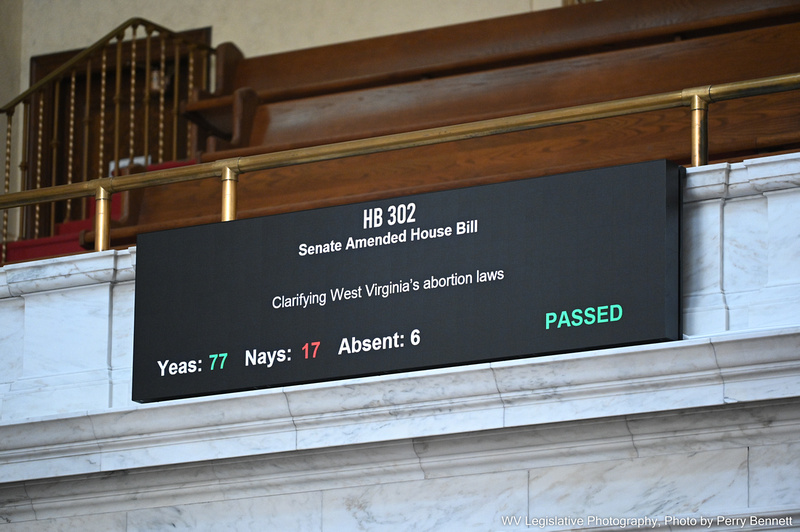 HB 302
Senate Amended House Bill
Clarifying West Virginia's abortion laws
PASSED
Yeas: 77 Nays: 17 Absent: 6
WV Legislative Photography, Photo by Perry Bennett